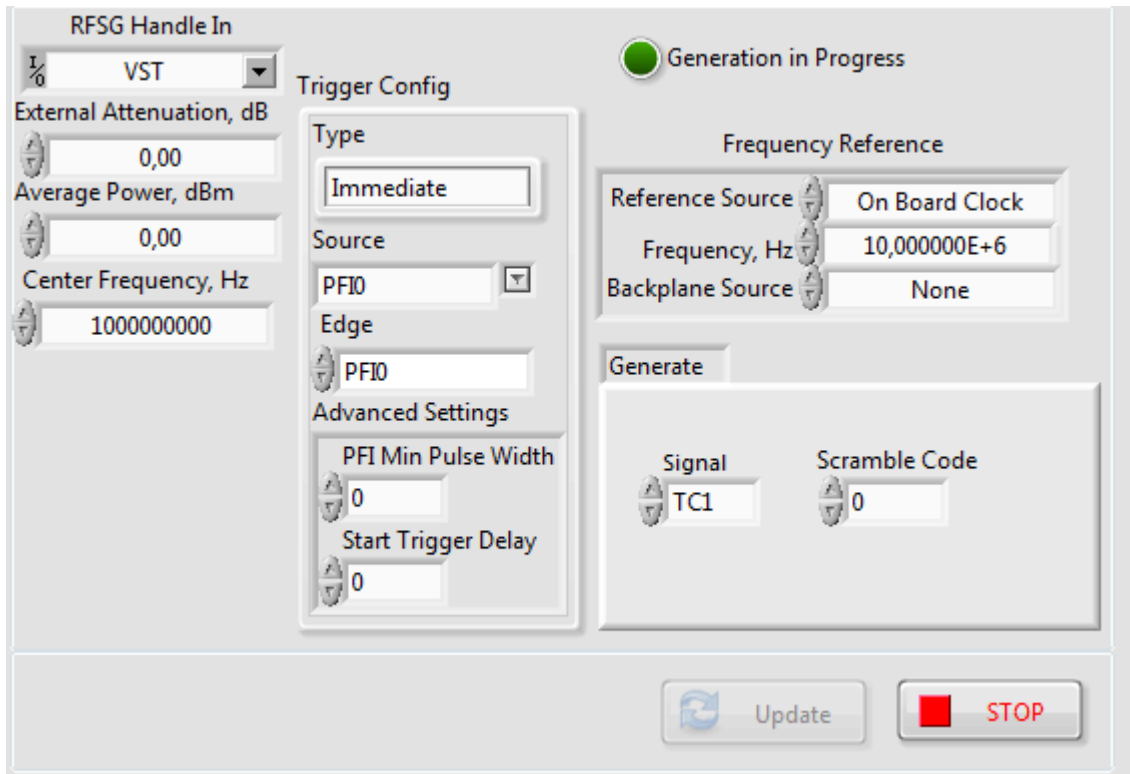 RFSG Handle In
I/0
VST
External Attenuation, dB
0,00
Average Power, dBm
0,00
Center Frequency, Hz
1000000000
Trigger Config
Type
Immediate
Source
PFI0
Edge
PFI0
Advanced Settings
PFI Min Pulse Width
0
Start Trigger Delay
0
Generation in Progress
Frequency Reference
Reference Source On Board Clock
Frequency, Hz 10,000000E+6
Backplane Source None
Generate
Signal
TC1
Scramble Code
0
Update
STOP